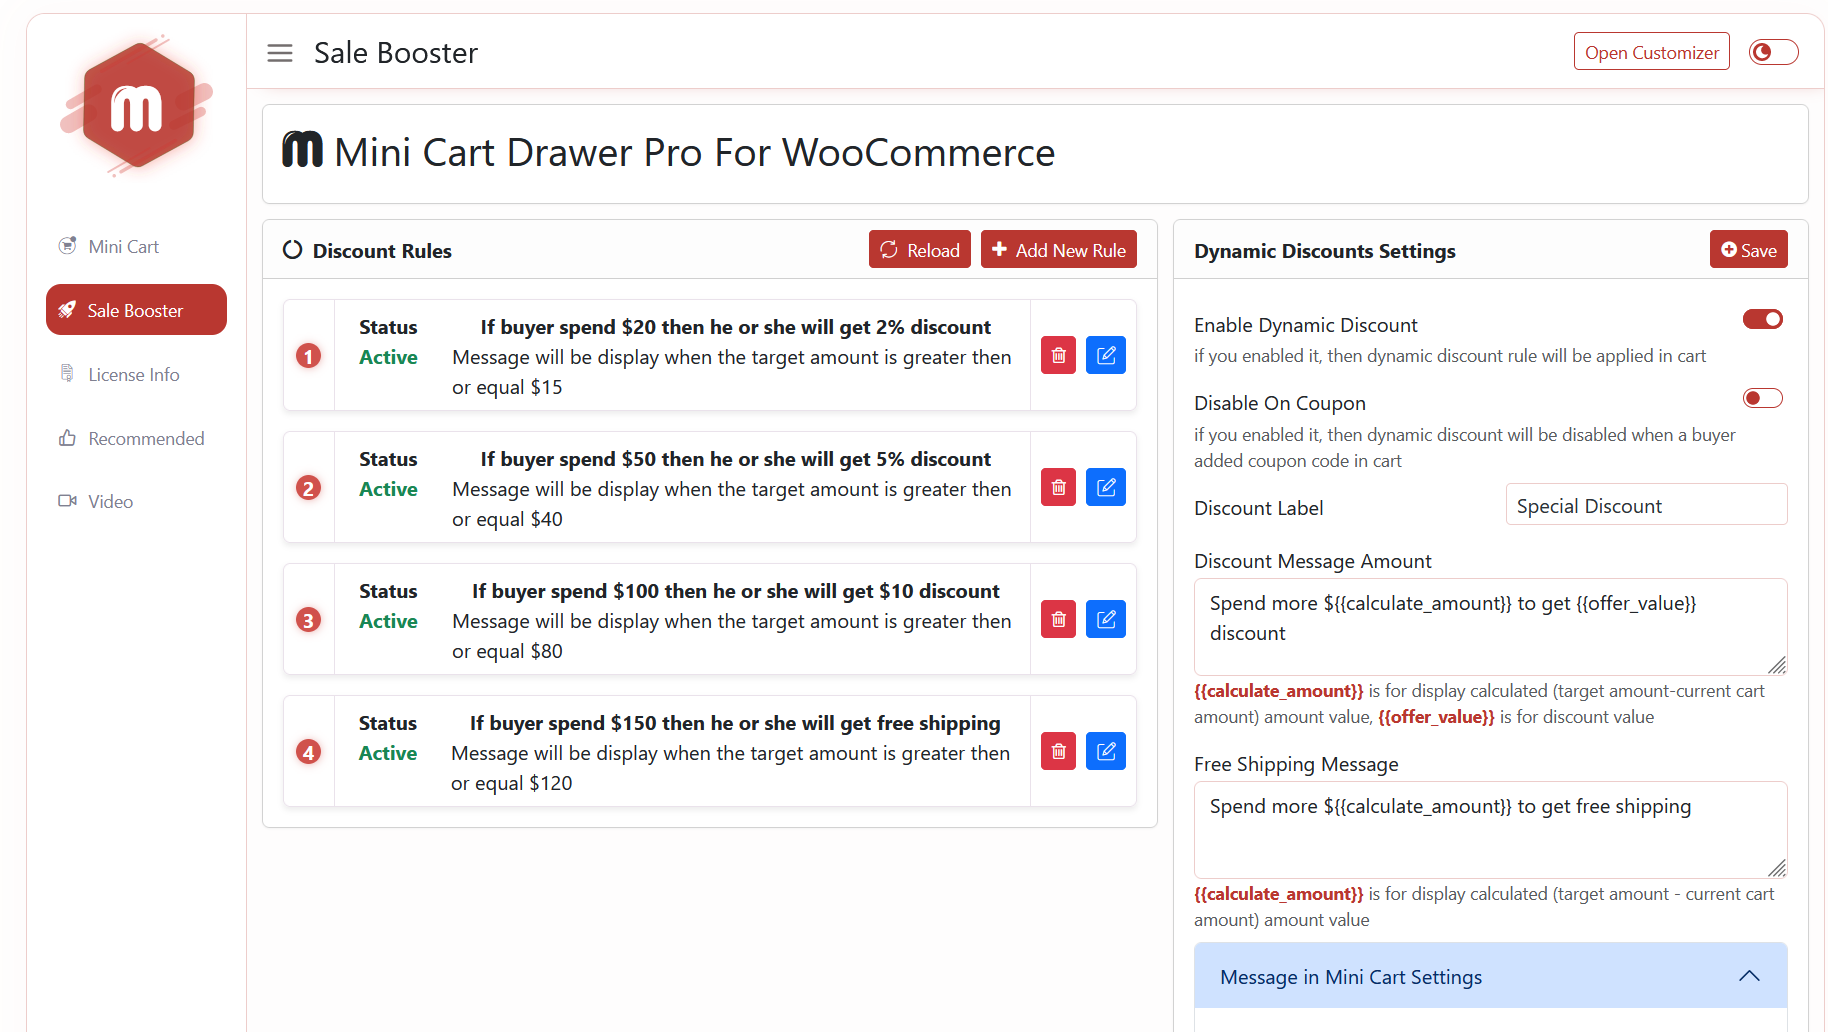 Sale Booster
Open Customizer
m
Mini Cart
Sale Booster
License Info
Recommended
Video
m Mini Cart Drawer Pro For WooCommerce
Discount Rules
Reload
Add New Rule
1
Status
Active
If buyer spend $20 then he or she will get 2% discount
Message will be display when the target amount is greater then
or equal $15
2
Status
Active
If buyer spend $50 then he or she will get 5% discount
Message will be display when the target amount is greater then
or equal $40
3
Status
Active
If buyer spend $100 then he or she will get $10 discount
Message will be display when the target amount is greater then
or equal $80
4
Status
Active
If buyer spend $150 then he or she will get free shipping
Message will be display when the target amount is greater then
or equal $120
Dynamic Discounts Settings
Save
Enable Dynamic Discount
if you enabled it, then dynamic discount rule will be applied in cart
Disable On Coupon
if you enabled it, then dynamic discount will be disabled when a buyer
added coupon code in cart
Discount Label
Special Discount
Discount Message Amount
Spend more ${{calculate_amount}} to get {{offer_value}}
discount
{{calculate_amount}} is for display calculated (target amount-current cart
amount) amount value, {{offer_value}} is for discount value
Free Shipping Message
Spend more ${{calculate_amount}} to get free shipping
{{calculate_amount}} is for display calculated (target amount - current cart
amount) amount value
Message in Mini Cart Settings